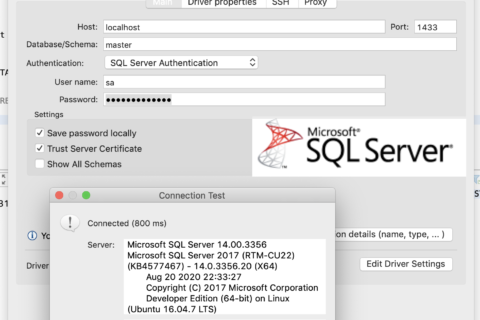 Main Driver properties SSH Proxy
Host: localhost Port: 1433
Database/Schema: master
Authentication: SQL Server Authentication
User name: sa
Password: •••••••••••••
Settings
Save password locally
Trust Server Certificate
Show All Schemas
Microsoft®
SQL Server®
Connection Test
Connected (800 ms)
Server: Microsoft SQL Server 14.00.3356
Microsoft SQL Server 2017 (RTM-CU22)
(KB4577467) - 14.0.3356.20 (X64)
Aug 20 2020 22:33:27
Copyright (C) 2017 Microsoft Corporation
Developer Edition (64-bit) on Linux
(Ubuntu 16.04.7 LTS)
on details (name, type, ... )
Driver
Edit Driver Settings